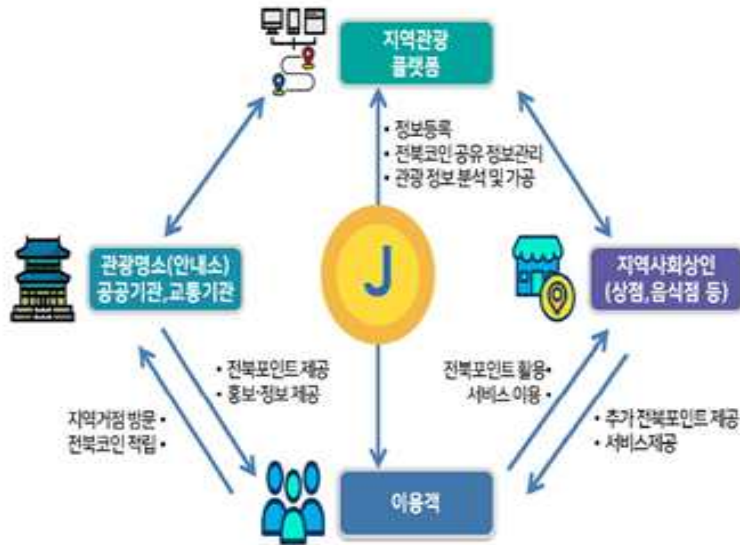 지역관광
플랫폼
• 정보등록
• 전북코인 공유 정보관리
• 관광 정보 분석 및 가공
관광명소(안내소)
공공기관,교통기관
J
지역사회상인
(상점,음식점 등)
• 전북포인트 제공
• 홍보·정보 제공
전북포인트 활용•
서비스 이용 •
지역거점 방문 •
전북코인 적립 •
• 추가 전북포인트 제공
• 서비스제공
이용객